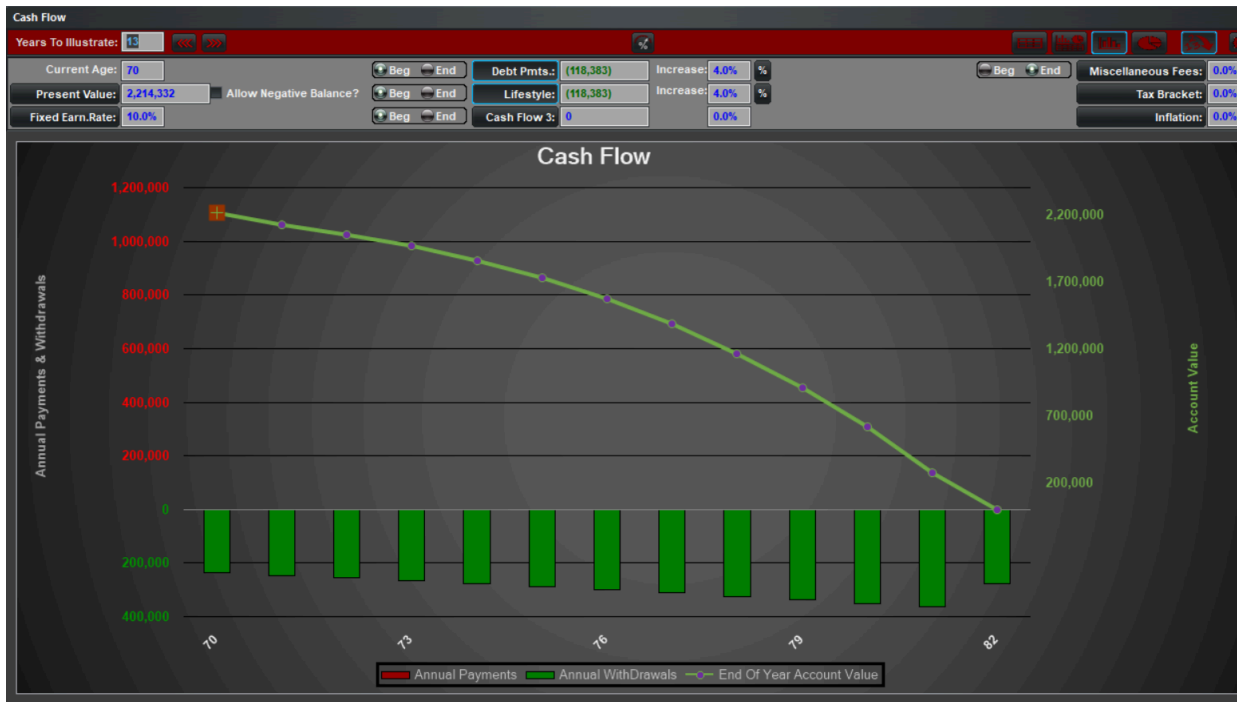 Cash Flow
Years To Illustrate: 13
Current Age: 70 Beg End Debt Pmts.: (118,383) Increase: 4.0% % Beg End Miscellaneous Fees: 0.0%
Present Value: 2,214,332 Allow Negative Balance? Beg End Lifestyle: (118,383) Increase: 4.0% % Tax Bracket: 0.0%
Fixed Earn.Rate: 10.0% Beg End Cash Flow 3: 0 0.0% Inflation: 0.0%
Cash Flow
1,200,000
1,000,000
800,000
600,000
400,000
200,000
0
200,000
400,000
Annual Payments & Withdrawals
2,200,000
1,700,000
1,200,000
700,000
200,000
Account Value
70 73 76 79 82
Annual Payments Annual WithDrawals End Of Year Account Value